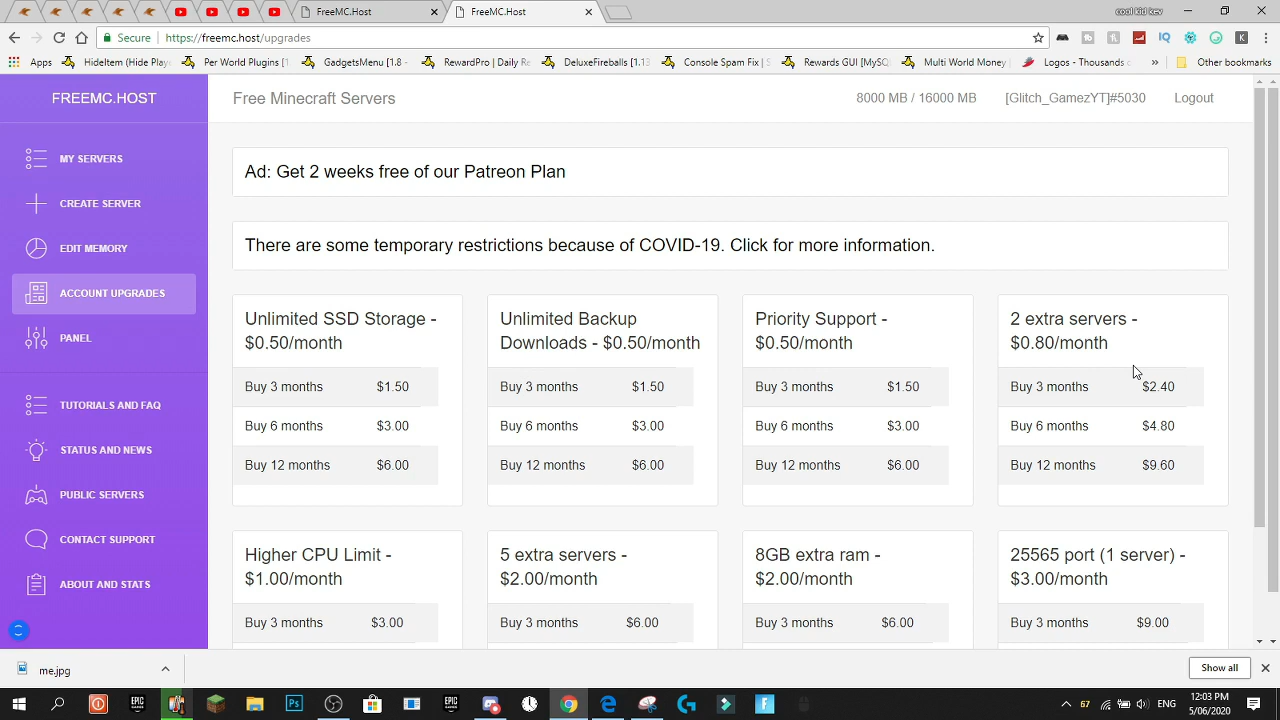 FreeMC.Host
FreeMC.Host
cool kid kev
Secure
https://freemc.host/upgrades
Apps
HideItem (Hide Play
Per World Plugins [1
GadgetsMenu [1.8 -
RewardPro | Daily Re
DeluxeFireballs [1.13
Console Spam Fix | S
Rewards GUI [MySQ
Multi World Money |
Logos - Thousands o
»
Other bookmarks
FREEMC.HOST
Free Minecraft Servers
8000 MB / 16000 MB
[Glitch_GamezYT]#5030
Logout
MY SERVERS
CREATE SERVER
EDIT MEMORY
ACCOUNT UPGRADES
PANEL
TUTORIALS AND FAQ
STATUS AND NEWS
PUBLIC SERVERS
CONTACT SUPPORT
ABOUT AND STATS
Ad: Get 2 weeks free of our Patreon Plan
There are some temporary restrictions because of COVID-19. Click for more information.
Unlimited SSD Storage -
$0.50/month
Buy 3 months $1.50
Buy 6 months $3.00
Buy 12 months $6.00
Unlimited Backup
Downloads - $0.50/month
Buy 3 months $1.50
Buy 6 months $3.00
Buy 12 months $6.00
Priority Support -
$0.50/month
Buy 3 months $1.50
Buy 6 months $3.00
Buy 12 months $6.00
2 extra servers -
$0.80/month
Buy 3 months $2.40
Buy 6 months $4.80
Buy 12 months $9.60
Higher CPU Limit -
$1.00/month
Buy 3 months $3.00
5 extra servers -
$2.00/month
Buy 3 months $6.00
8GB extra ram -
$2.00/month
Buy 3 months $6.00
25565 port (1 server) -
$3.00/month
Buy 3 months $9.00
me.jpg
Show all
67
ENG
12:03 PM
5/06/2020